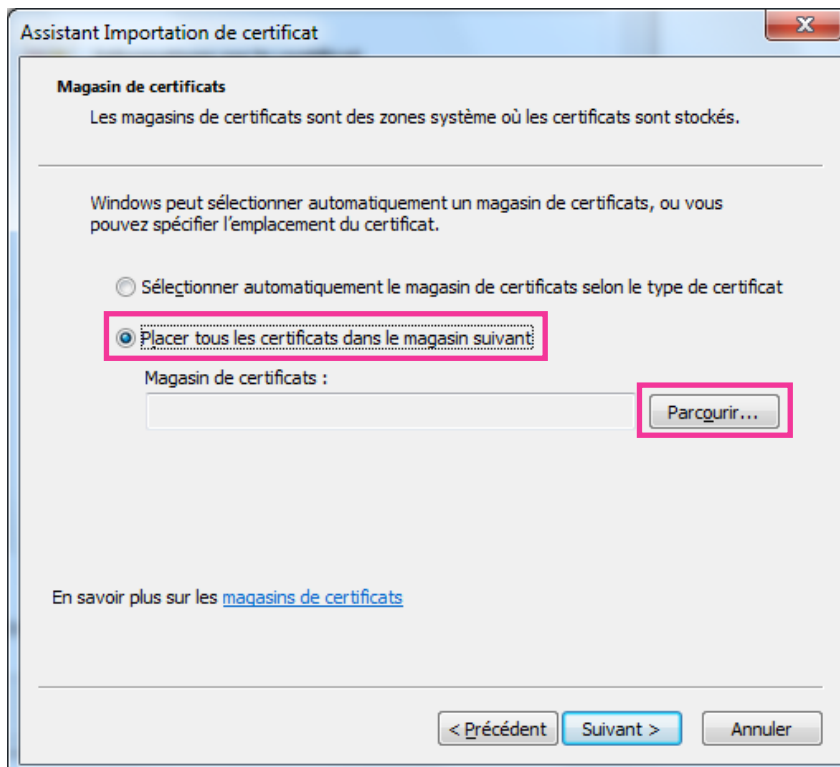 Assistant Importation de certificat
Magasin de certificats
Les magasins de certificats sont des zones système où les certificats sont stockés.
Windows peut sélectionner automatiquement un magasin de certificats, ou vous
pouvez spécifier l'emplacement du certificat.
Sélectionner automatiquement le magasin de certificats selon le type de certificat
Placer tous les certificats dans le magasin suivant
Magasin de certificats :
Parcourir...
En savoir plus sur les magasins de certificats
< Précédent Suivant > Annuler